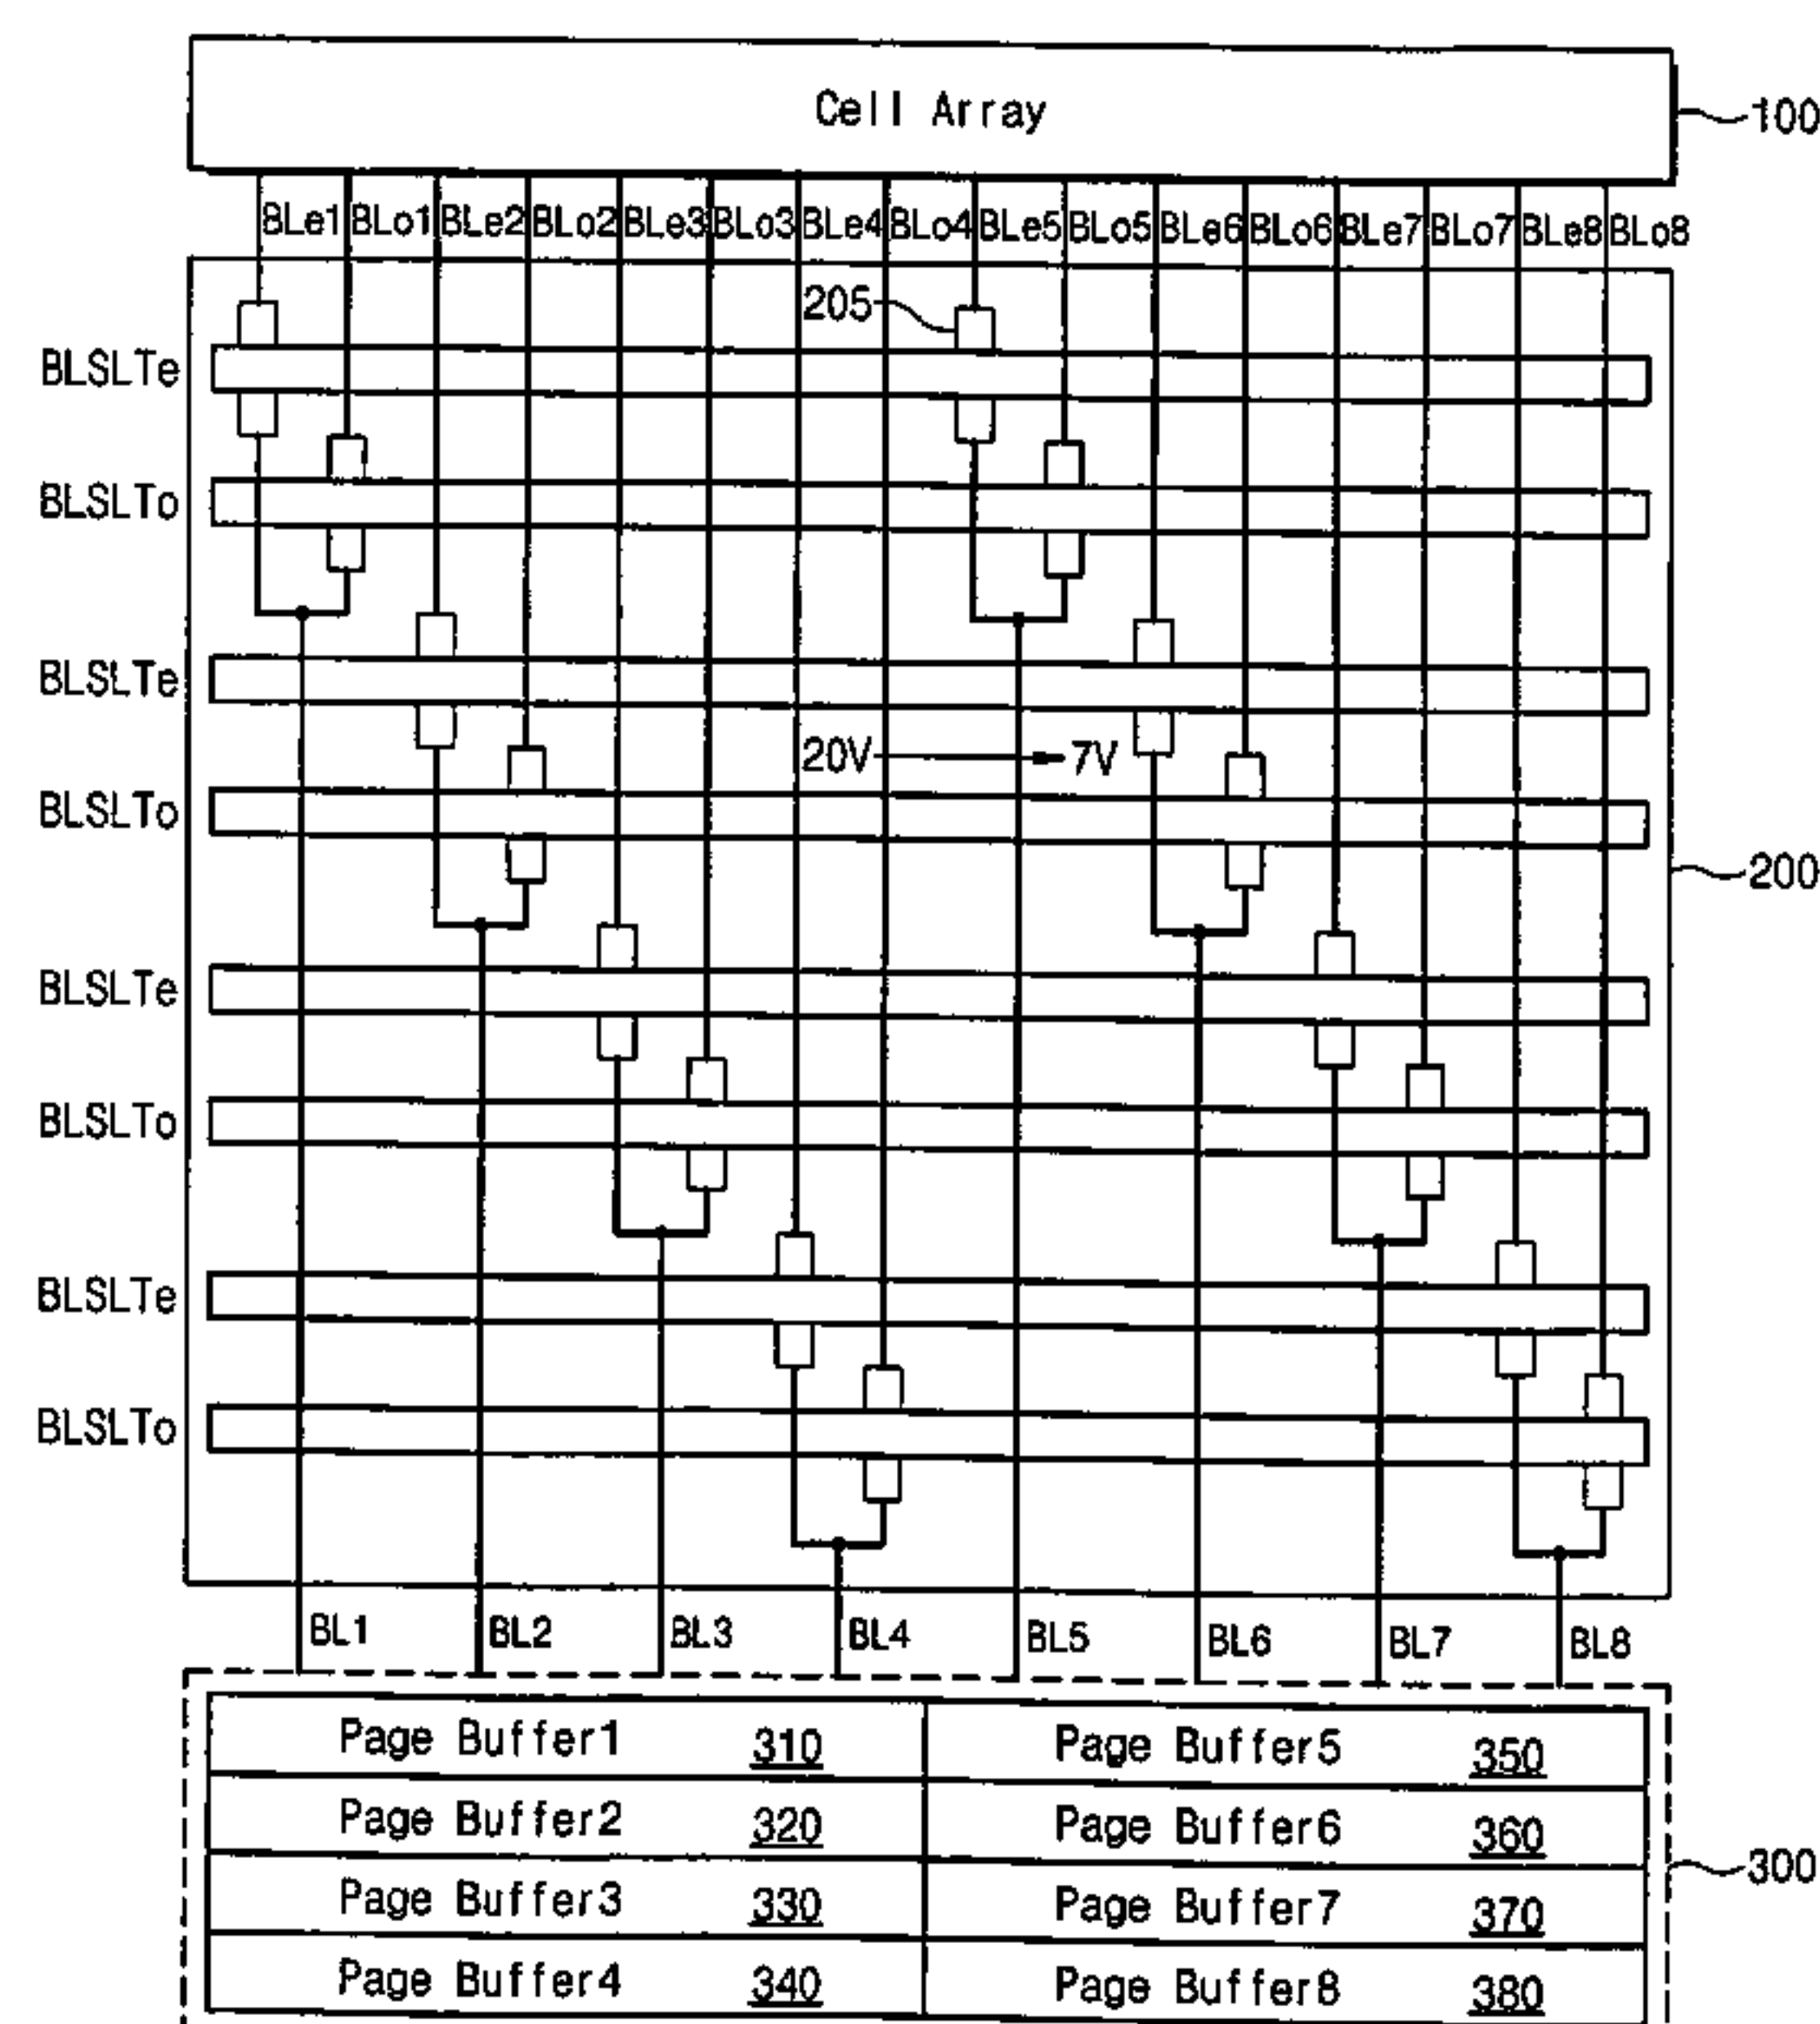 Cell Array
100
BLe1 BLo1 BLe2 BLo2 BLe3 BLo3 BLe4 BLo4 BLe5 BLo5 BLe6 BLo6 BLe7 BLo7 BLe8 BLo8
205
BLSLTe
BLSLTo
BLSLTe
20V 7V
BLSLTo
200
BLSLTe
BLSLTo
BLSLTe
BLSLTo
BL1 BL2 BL3 BL4 BL5 BL6 BL7 BL8
Page Buffer1 310 Page Buffer5 350
Page Buffer2 320 Page Buffer6 360
300
Page Buffer3 330 Page Buffer7 370
Page Buffer4 340 Page Buffer8 380